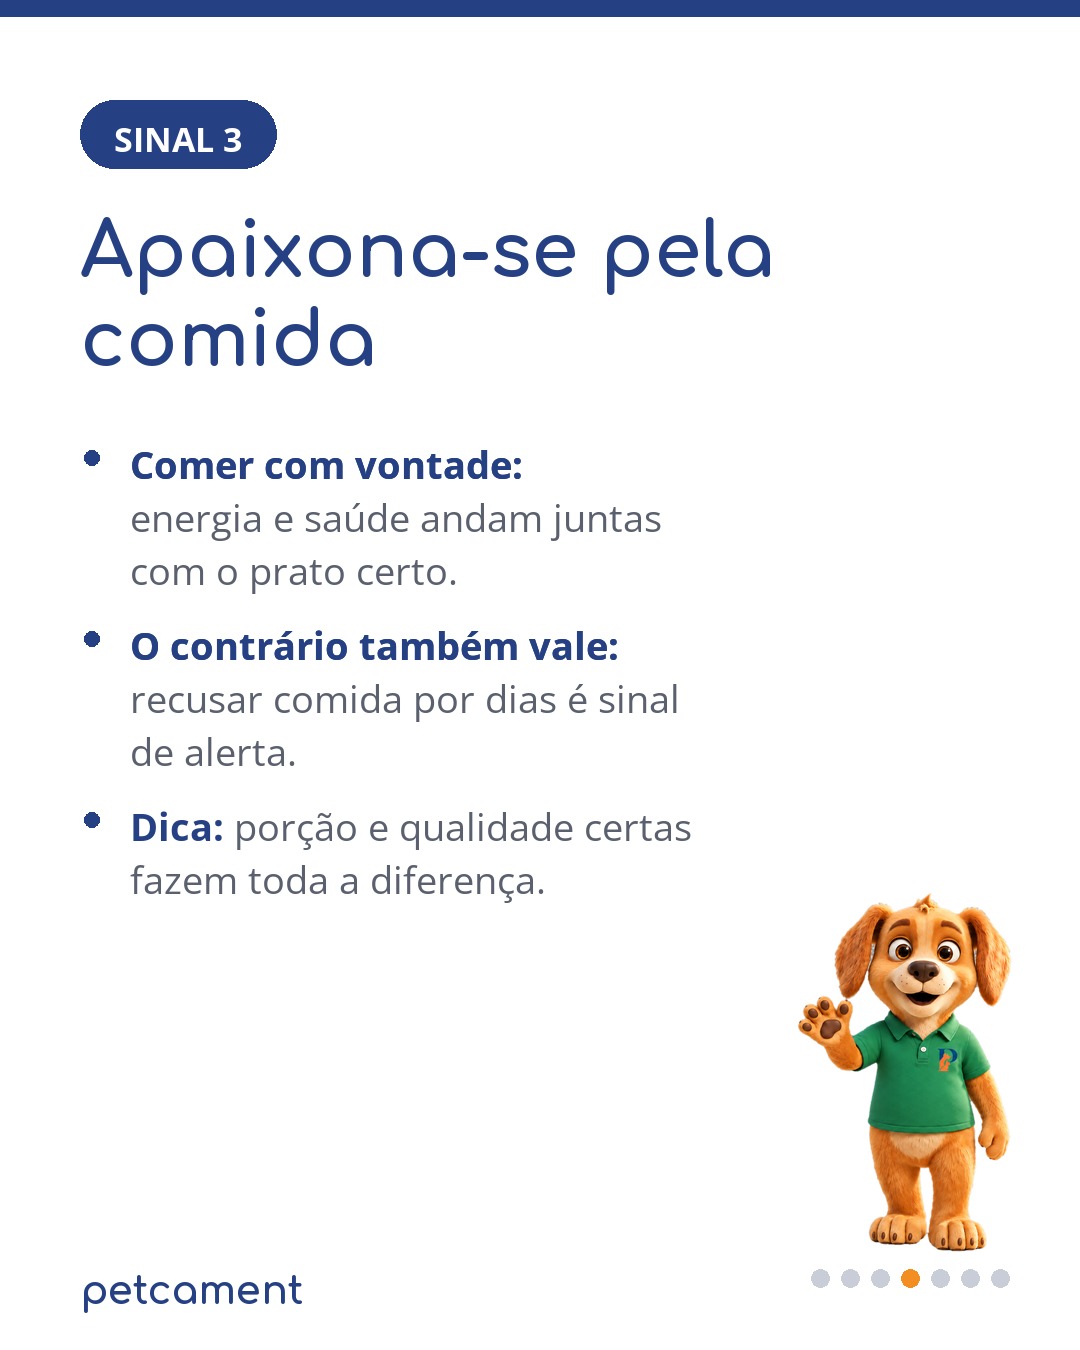 SINAL 3
Apaixona-se pela
comida
• Comer com vontade:
energia e saúde andam juntas
com o prato certo.
• O contrário também vale:
recusar comida por dias é sinal
de alerta.
• Dica: porção e qualidade certas
fazem toda a diferença.
P
petcament